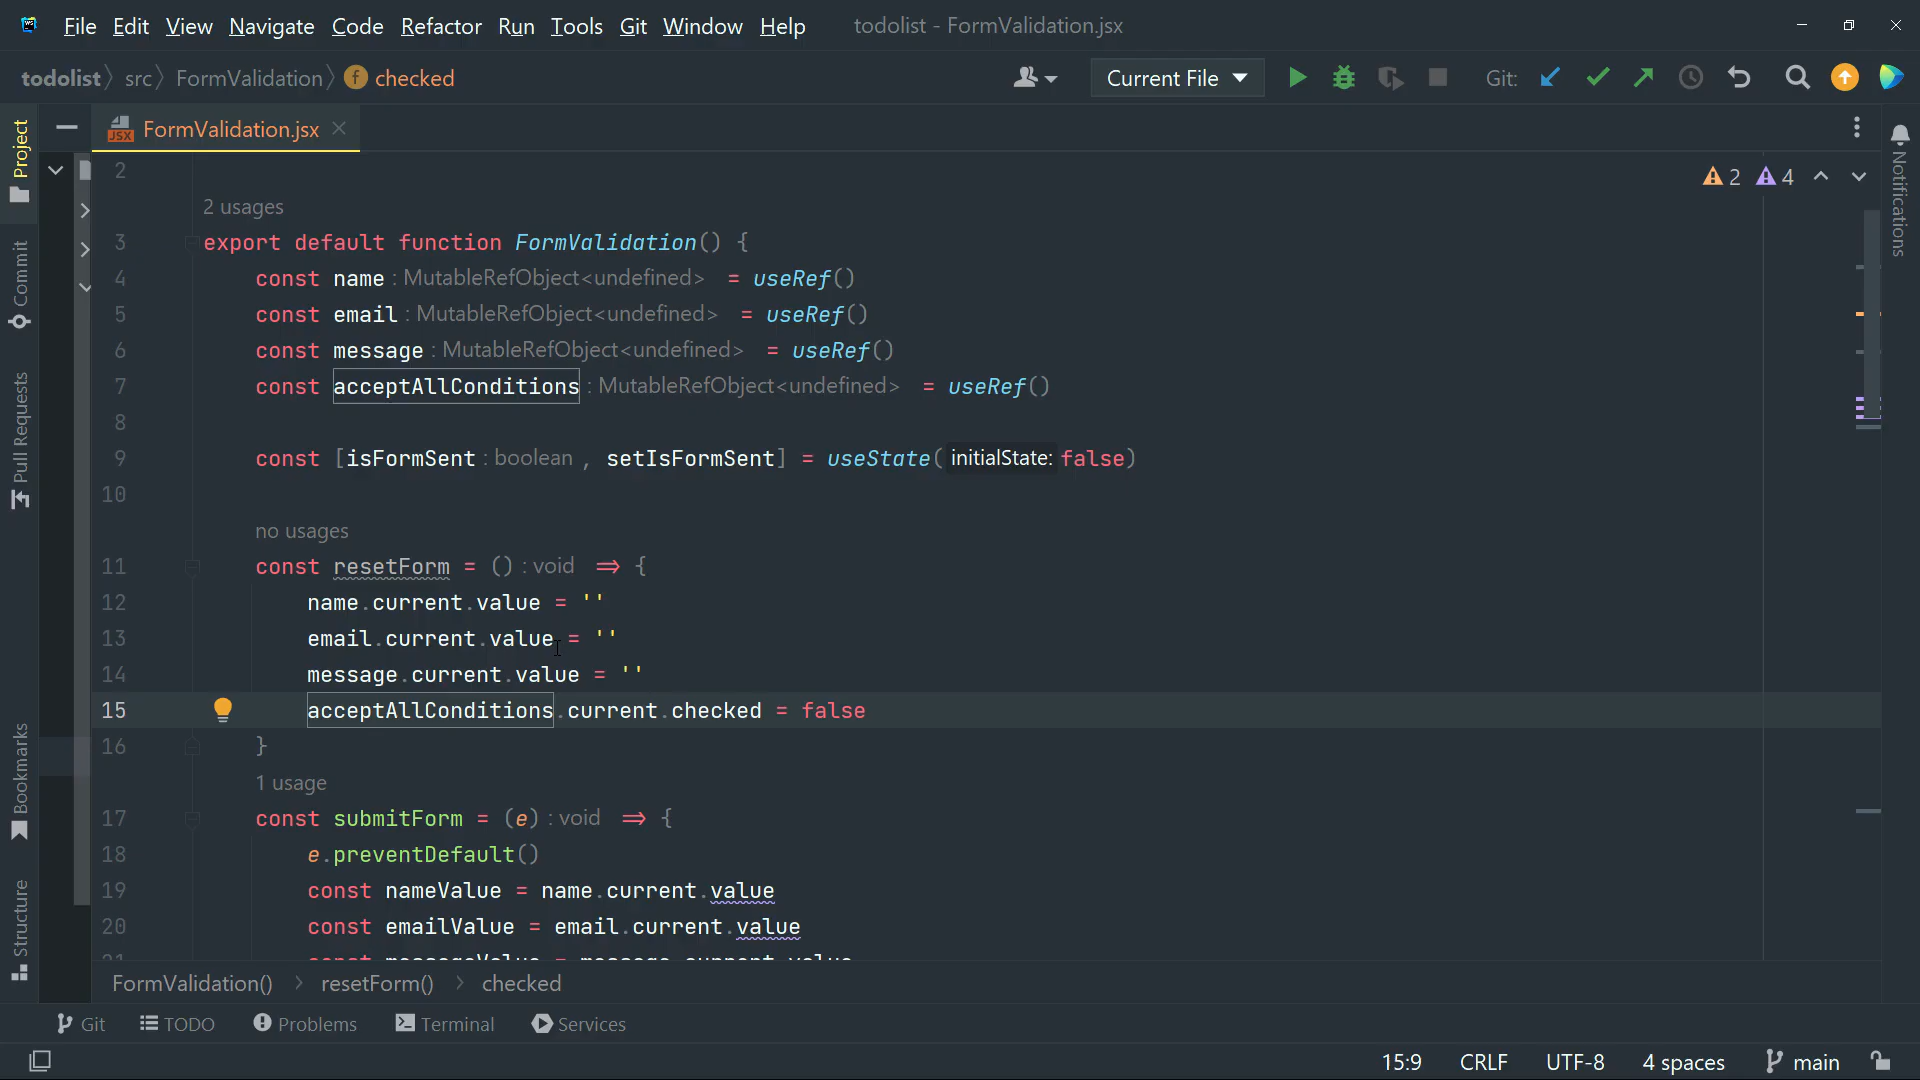 File Edit View Navigate Code Refactor Run Tools Git Window Help todolist - FormValidation.jsx
todolist src FormValidation f checked Current File Git:
JSX FormValidation.jsx
Project
Commit
Pull Requests
Bookmarks
Structure
Notifications
2 4
2
2 usages
3 export default function FormValidation() {
4 const name : MutableRefObject<undefined> = useRef()
5 const email : MutableRefObject<undefined> = useRef()
6 const message : MutableRefObject<undefined> = useRef()
7 const acceptAllConditions : MutableRefObject<undefined> = useRef()
8
9 const [isFormSent : boolean , setIsFormSent] = useState( initialState: false)
10
no usages
11 const resetForm = () : void => {
12 name.current.value = ''
13 email.current.value = ''
14 message.current.value = ''
15 acceptAllConditions.current.checked = false
16 }
1 usage
17 const submitForm = (e) : void => {
18 e.preventDefault()
19 const nameValue = name.current.value
20 const emailValue = email.current.value
21 const messageValue = message.current.value
FormValidation() > resetForm() > checked
Git TODO Problems Terminal Services
15:9 CRLF UTF-8 4 spaces main